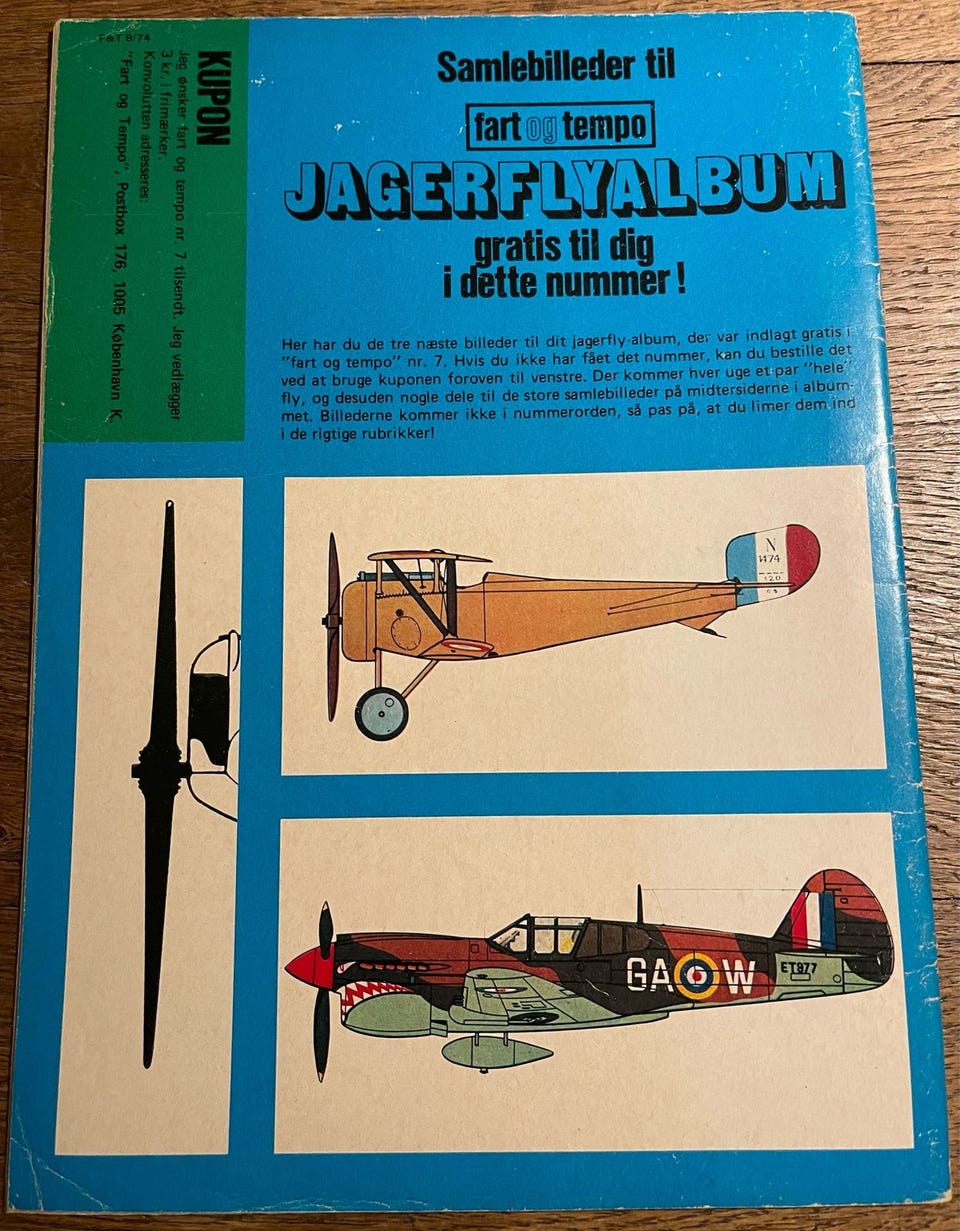 F&T 8/74
KUPON
Jeg ønsker fart og tempo nr. 7 tilsendt. Jeg vedlægger
3 kr. i frimærker.
Konvolutten adresseres:
"Fart og Tempo", Postbox 176, 1005 København K.
Samlebilleder til
fart og tempo
JAGERFLYALBUM
gratis til dig
i dette nummer!
Her har du de tre næste billeder til dit jagerfly-album, der var indlagt gratis i
"fart og tempo" nr. 7. Hvis du ikke har fået det nummer, kan du bestille det
ved at bruge kuponen foroven til venstre. Der kommer hver uge et par "hele"
fly, og desuden nogle dele til de store samlebilleder på midtersiderne i album-
met. Billederne kommer ikke i nummerorden, så pas på, at du limer dem ind
i de rigtige rubrikker!
N
1474
120
GA W
ET977